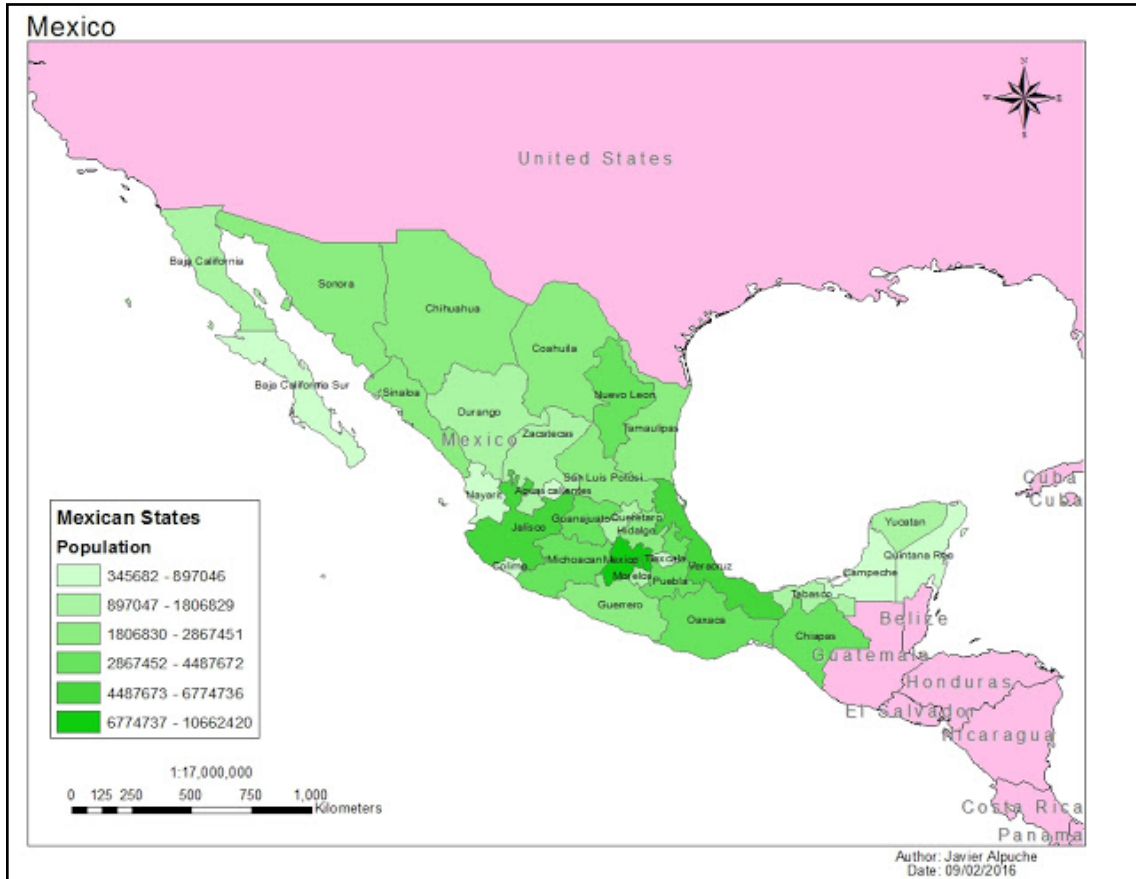 Mexico
United States
Baja California
Sonora
Chihuahua
Coahuila
Baja California Sur
Sinaloa
Durango
Nuevo Leon
Tamaulipas
Mexico
Zacatecas
San Luis Potosi
Nayarit
Aguas calientes
Cuba
Cuba
Jalisco
Guanajuato
Queretaro
Hidalgo
Yucatan
Quintana Roo
Colima
Michoacan
Mexico
Tlaxcala
Veracruz
Campeche
Morelos
Puebla
Tabasco
Guerrero
Oaxaca
Chiapas
Belize
Guatemala
Honduras
El Salvador
Nicaragua
Costa Rica
Panama
Mexican States
Population
345682 - 897046
897047 - 1806829
1806830 - 2867451
2867452 - 4487672
4487673 - 6774736
6774737 - 10662420
1:17,000,000
0 125 250 500 750 1,000
Kilometers
Author: Javier Alpuche
Date: 09/02/2016